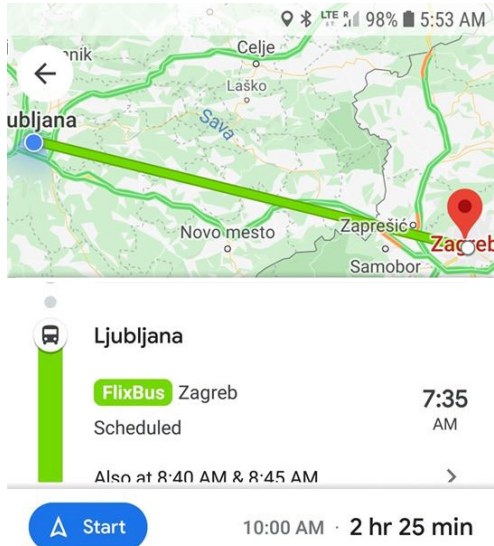 LTE R 98% 5:53 AM
Celje
Laško
ubljana
Sava
Novo mesto
Zaprešić
Zagreb
Samobor
Ljubljana
FlixBus Zagreb
7:35
Scheduled
AM
Also at 8:40 AM & 8:45 AM
Start 10:00 AM · 2 hr 25 min